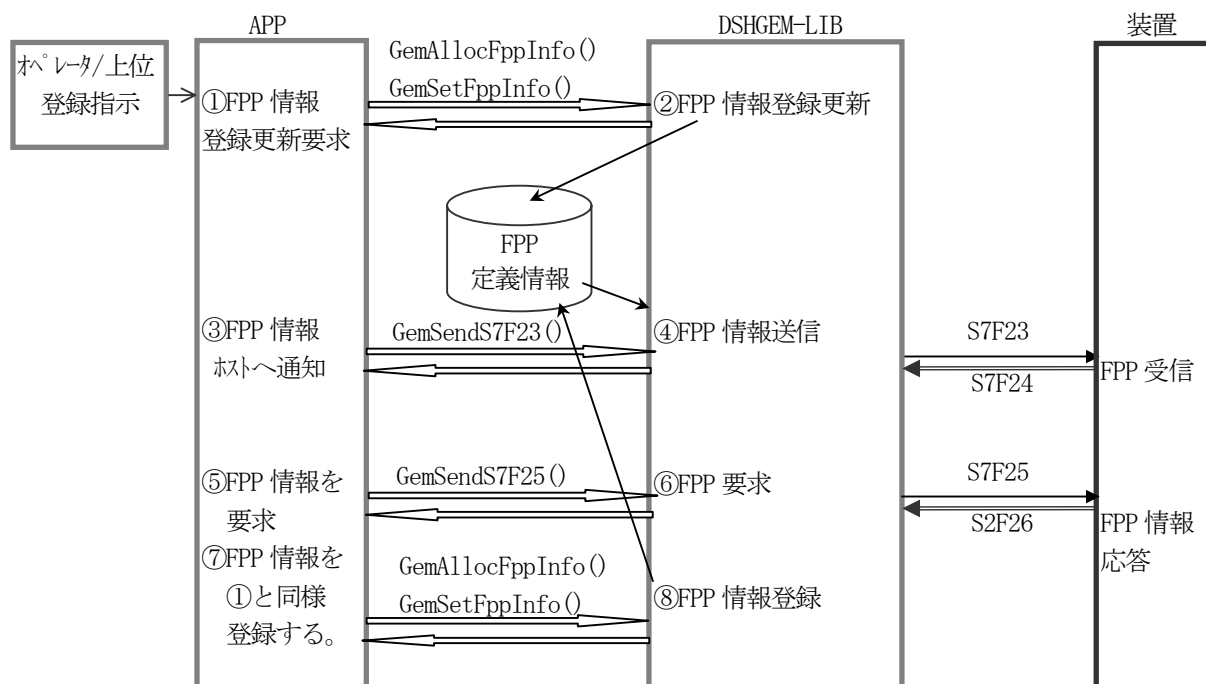 APP
DSHGEM-LIB
装置
ｵﾍﾟﾚｰﾀ/上位
登録指示
GemAllocFppInfo()
GemSetFppInfo()
①FPP 情報
登録更新要求
②FPP 情報登録更新
FPP
定義情報
③FPP 情報
ﾎｽﾄへ通知
GemSendS7F23()
④FPP 情報送信
S7F23
S7F24
FPP 受信
⑤FPP 情報を
要求
GemSendS7F25()
⑥FPP 要求
S7F25
S2F26
FPP 情報
応答
⑦FPP 情報を
①と同様
登録する。
GemAllocFppInfo()
GemSetFppInfo()
⑧FPP 情報登録